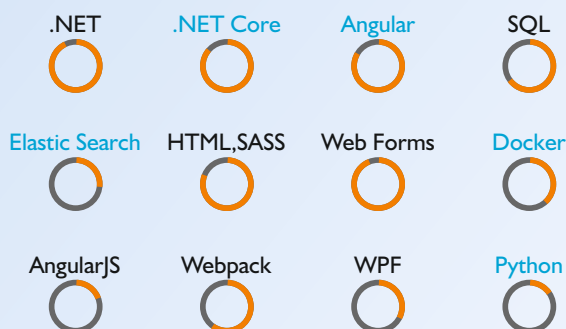 .NET .NET Core Angular SQL
Elastic Search HTML,SASS Web Forms Docker
AngularJS Webpack WPF Python